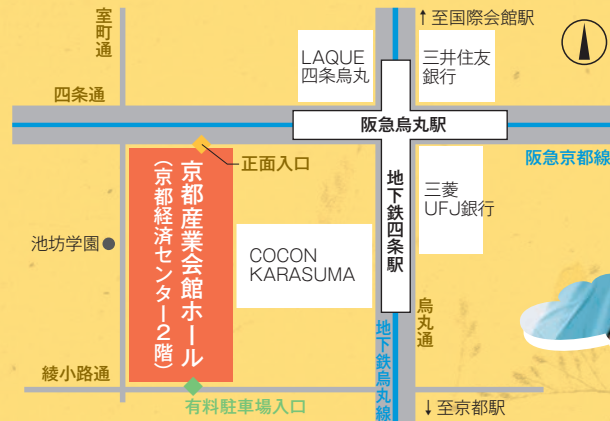 室町通
↑至国際会館駅
LAQUE
四条烏丸
三井住友
銀行
四条通
阪急烏丸駅
阪急京都線
正面入口
京都産業会館ホール
(京都経済センター2階)
地下鉄四条駅
三菱
UFJ銀行
池坊学園
COCON
KARASUMA
烏丸通
地下鉄烏丸線
綾小路通
有料駐車場入口
↓至京都駅